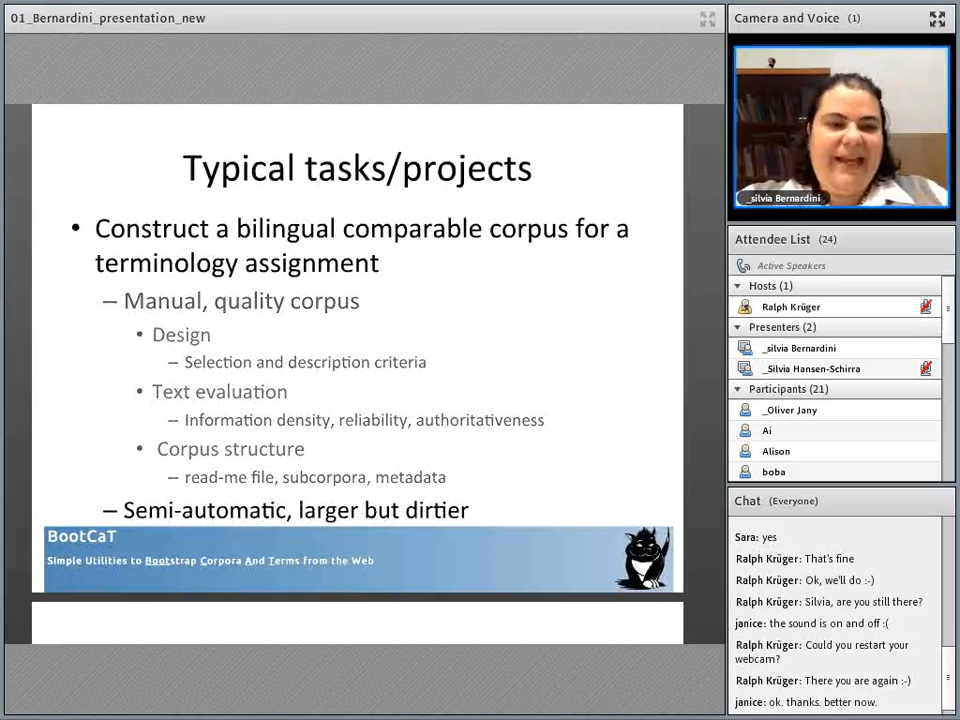 01_Bernardini_presentation_new
Typical tasks/projects
• Construct a bilingual comparable corpus for a
terminology assignment
– Manual, quality corpus
• Design
– Selection and description criteria
• Text evaluation
– Information density, reliability, authoritativeness
• Corpus structure
– read-me file, subcorpora, metadata
– Semi-automatic, larger but dirtier
BootCaT
Simple Utilities to Bootstrap Corpora And Terms from the Web
Camera and Voice (1)
_silvia Bernardini
Attendee List (24)
Active Speakers
Hosts (1)
Ralph Krüger
Presenters (2)
_silvia Bernardini
_Silvia Hansen-Schirra
Participants (21)
_Oliver Jany
Ai
Alison
boba
Chat (Everyone)
Sara: yes
Ralph Krüger: That's fine
Ralph Krüger: Ok, we'll do :-)
Ralph Krüger: Silvia, are you still there?
janice: the sound is on and off :(
Ralph Krüger: Could you restart your
webcam?
Ralph Krüger: There you are again :-)
janice: ok. thanks. better now.